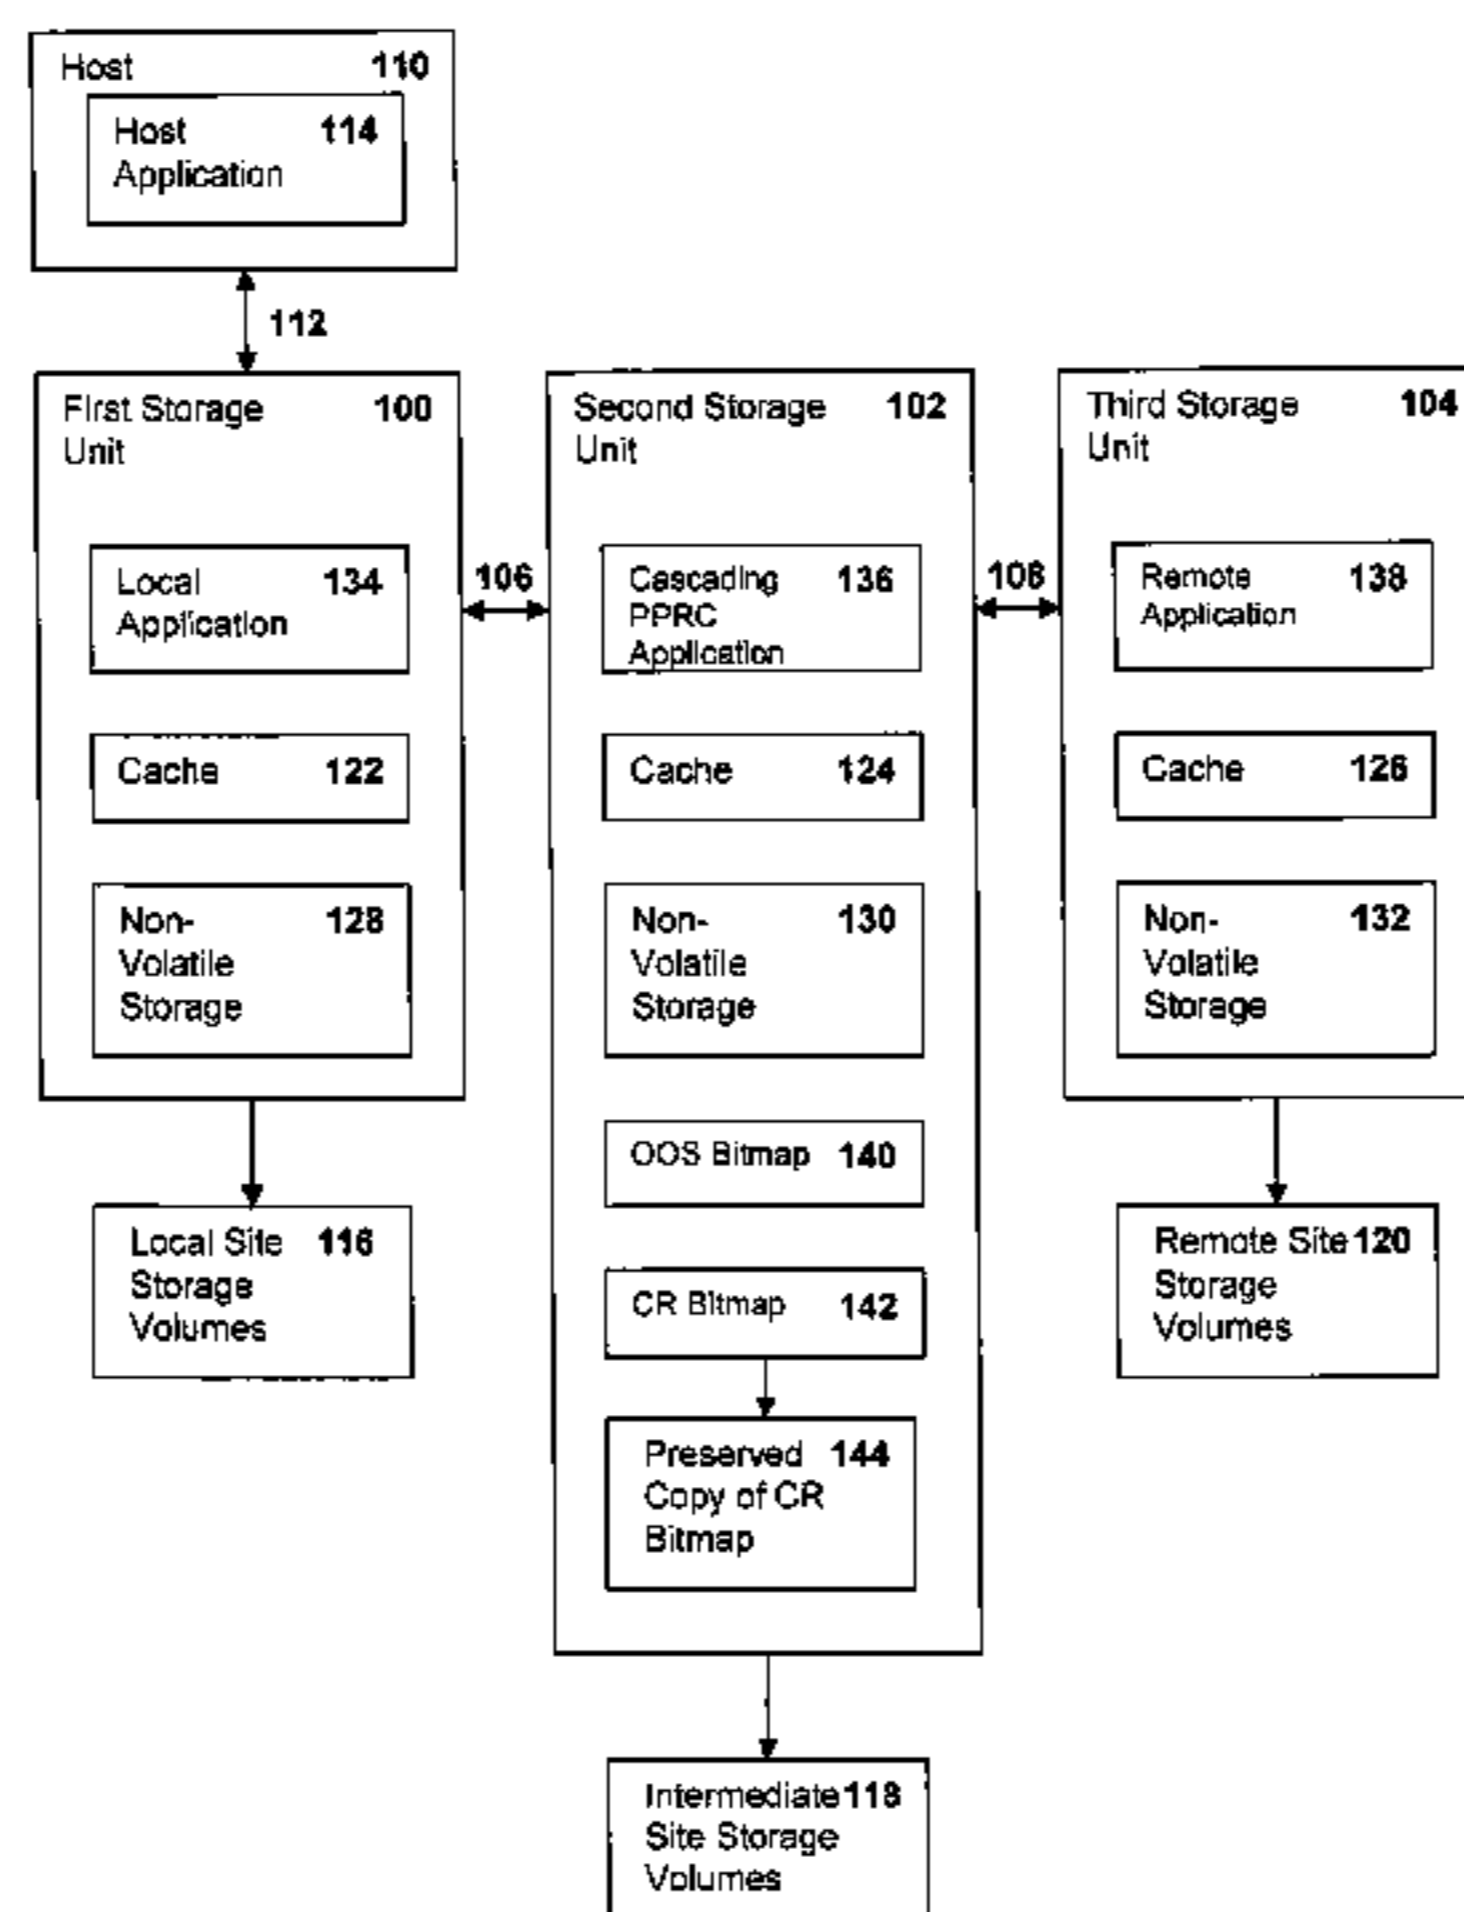 Host 110
Host 114
Application
112
First Storage 100
Unit
Local 134
Application
Cache 122
Non- 128
Volatile
Storage
Local Site 116
Storage
Volumes
106
Second Storage 102
Unit
Cascading 136
PPRC
Application
Cache 124
Non- 130
Volatile
Storage
OOS Bitmap 140
CR Bitmap 142
Preserved 144
Copy of CR
Bitmap
Intermediate 118
Site Storage
Volumes
108
Third Storage 104
Unit
Remote 138
Application
Cache 126
Non- 132
Volatile
Storage
Remote Site 120
Storage
Volumes